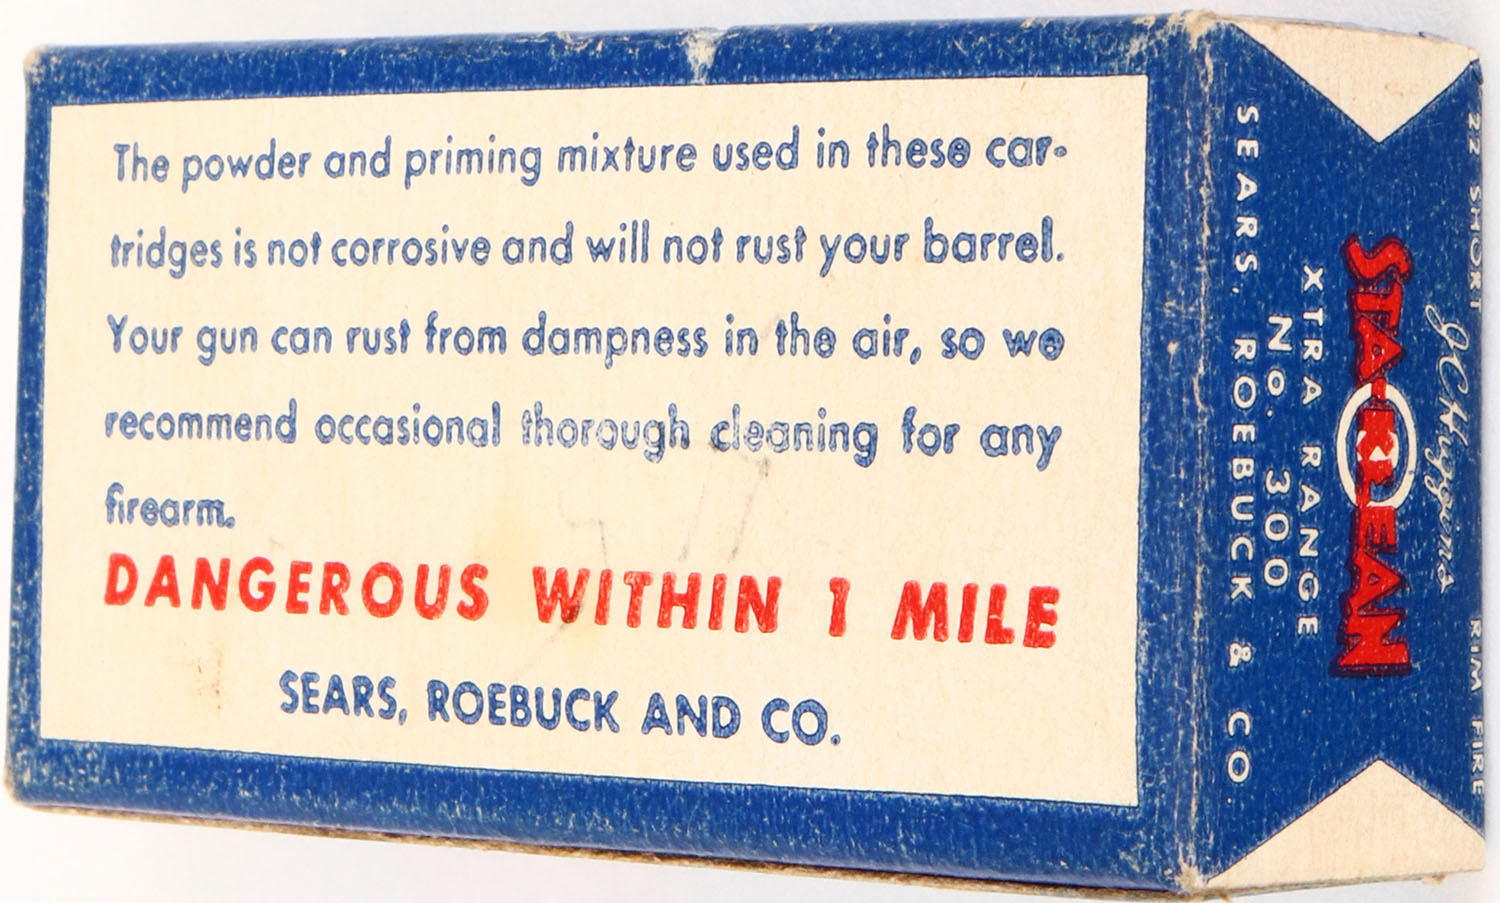 The powder and priming mixture used in these car-
tridges is not corrosive and will not rust your barrel.
Your gun can rust from dampness in the air, so we
recommend occasional thorough cleaning for any
firearm.
DANGEROUS WITHIN 1 MILE
SEARS, ROEBUCK AND CO.
22 SHORT RIM FIRE
J.C. Higgins
STA-KLEAN
XTRA RANGE
No. 300
SEARS, ROEBUCK & CO.